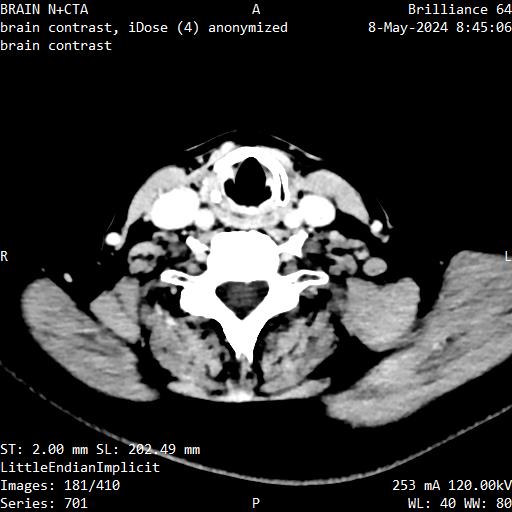 BRAIN N+CTA
A
Brilliance 64
brain contrast, iDose (4) anonymized
8-May-2024 8:45:06
brain contrast
R
L
ST: 2.00 mm SL: 202.49 mm
LittleEndianImplicit
Images: 181/410
253 mA 120.00kV
Series: 701
P
WL: 40 WW: 80